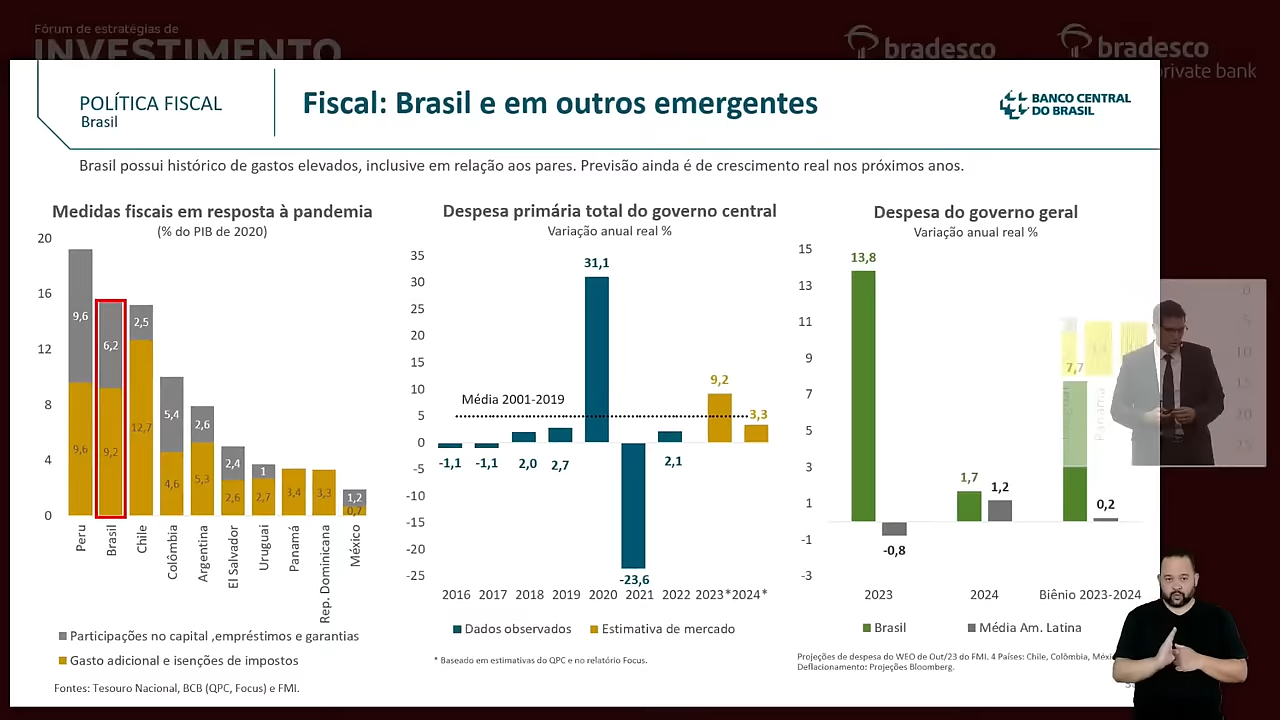 Fórum de estratégias de
INVESTIMENTO
bradesco
bradesco
private bank
POLÍTICA FISCAL
Brasil
Fiscal: Brasil e em outros emergentes
BANCO CENTRAL
DO BRASIL
Brasil possui histórico de gastos elevados, inclusive em relação aos pares. Previsão ainda é de crescimento real nos próximos anos.
Medidas fiscais em resposta à pandemia
(% do PIB de 2020)
20
16
12
8
4
0
9,6
6,2
2,5
5,4
2,6
2,4
1
1,2
9,6
9,2
12,7
4,6
5,3
2,6
2,7
3,4
3,3
0,7
Peru
Brasil
Chile
Colômbia
Argentina
El Salvador
Uruguai
Panamá
Rep. Dominicana
México
Participações no capital ,empréstimos e garantias
Gasto adicional e isenções de impostos
Fontes: Tesouro Nacional, BCB (QPC, Focus) e FMI.
Despesa primária total do governo central
Variação anual real %
35
30
25
20
15
10
5
0
-5
-10
-15
-20
-25
Média 2001-2019
-1,1
-1,1
2,0
2,7
31,1
-23,6
2,1
9,2
3,3
2016 2017 2018 2019 2020 2021 2022 2023*2024*
Dados observados
Estimativa de mercado
* Baseado em estimativas do QPC e no relatório Focus.
Despesa do governo geral
Variação anual real %
15
13
11
9
7
5
3
1
-1
-3
13,8
-0,8
1,7
1,2
7,7
0,2
2023
2024
Biênio 2023-2024
Brasil
Média Am. Latina
Projeções de despesa do WEO de Out/23 do FMI. 4 Países: Chile, Colômbia,
Deflacionamento: Projeções Bloomberg.
Panamá
0
5
10
15
20
25